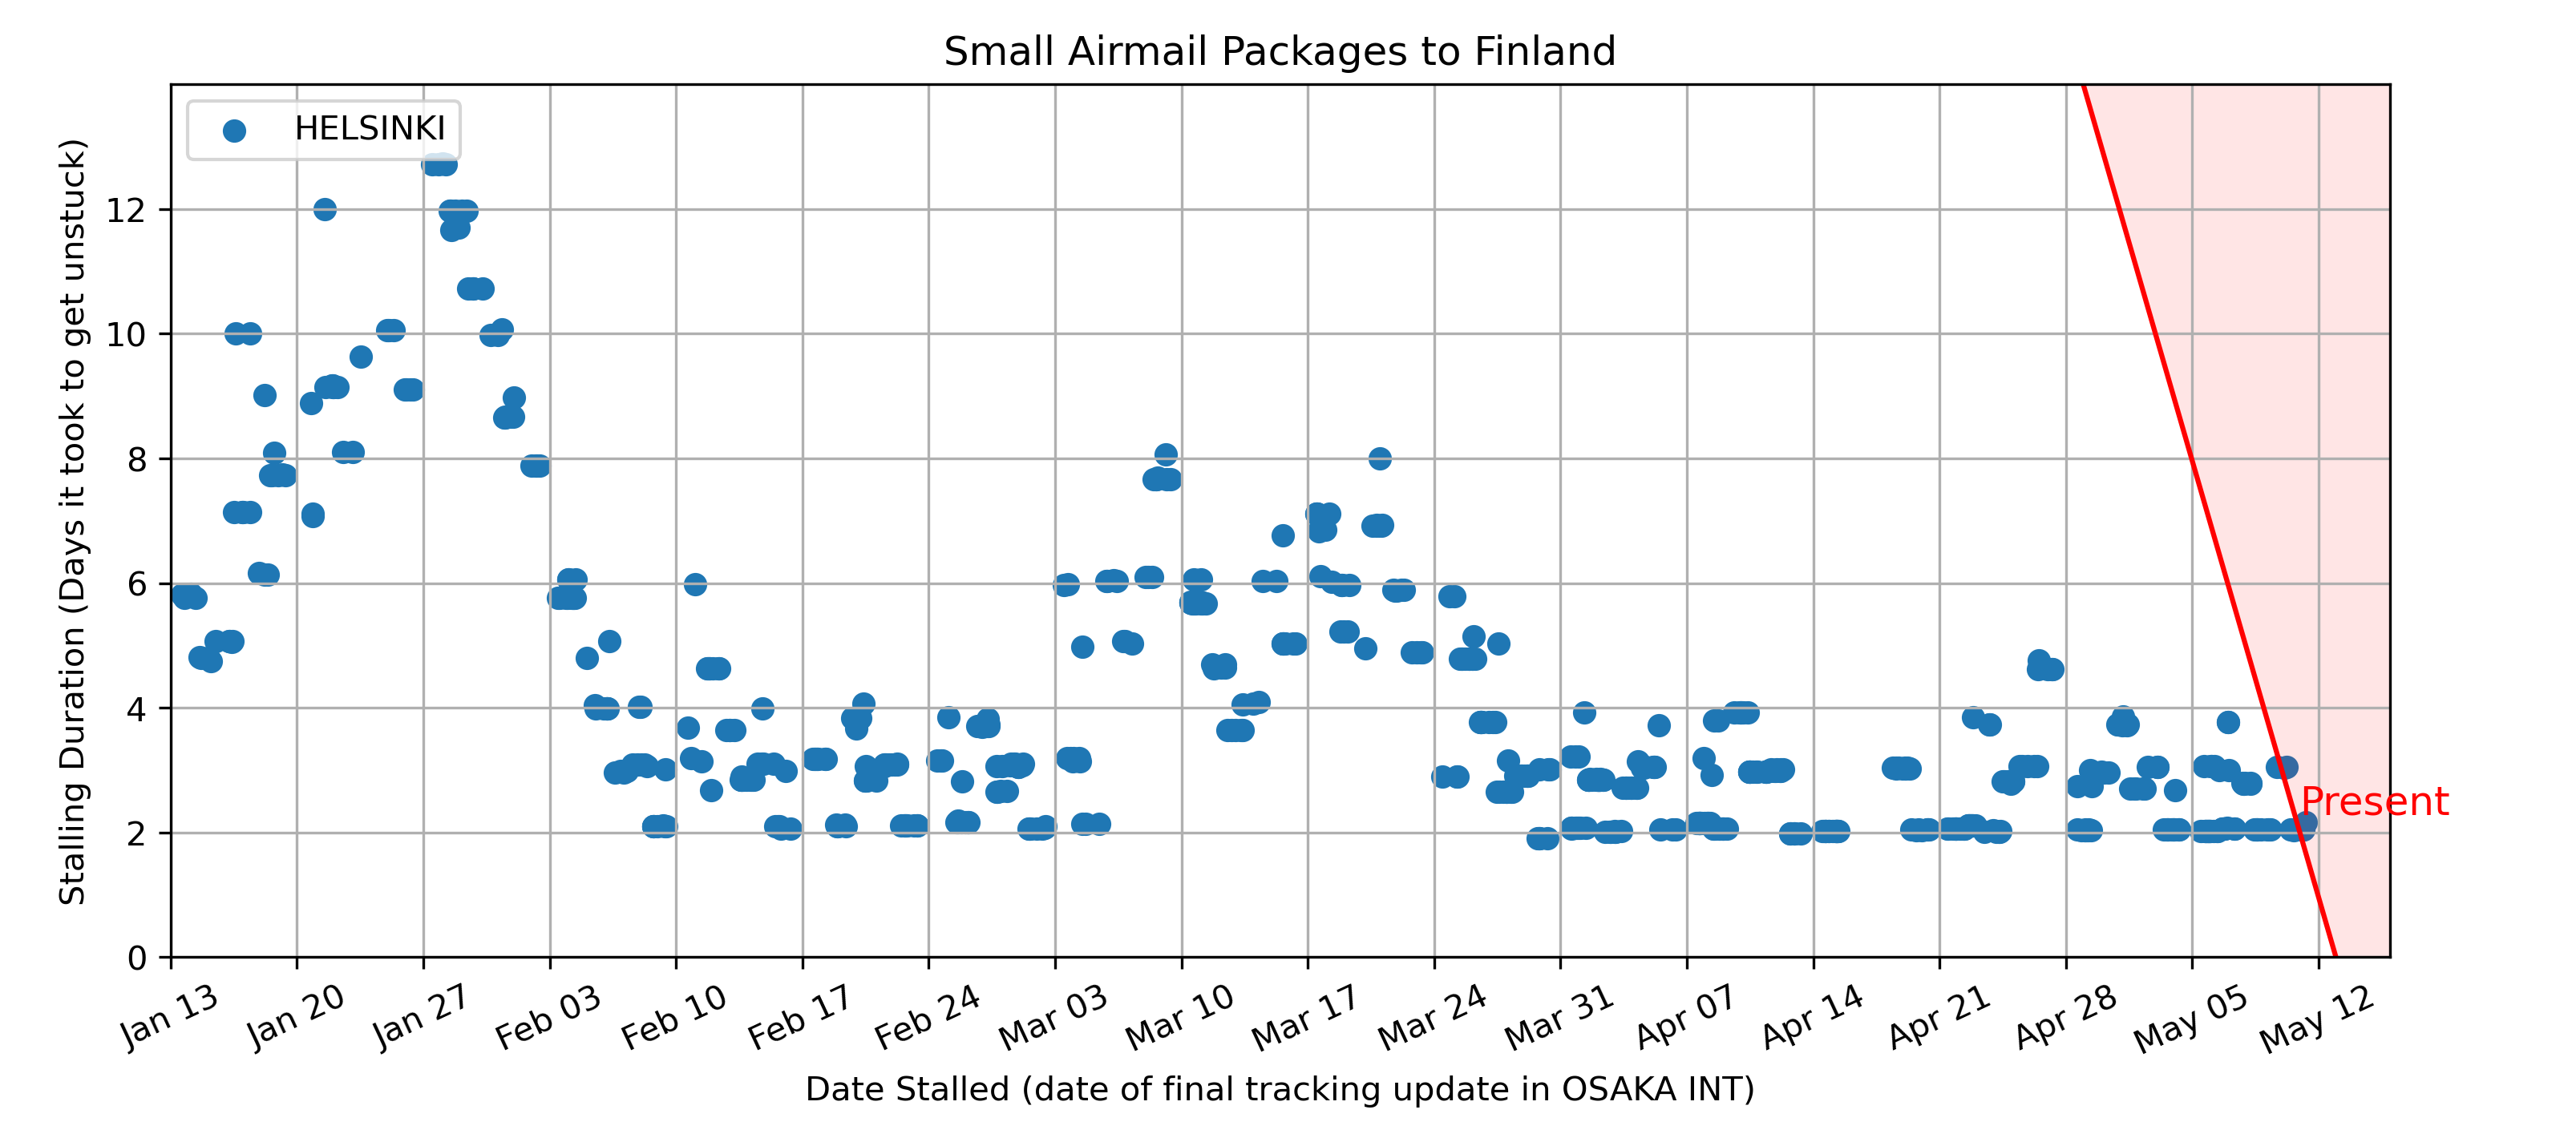 Small Airmail Packages to Finland
HELSINKI
Stalling Duration (Days it took to get unstuck)
12
10
8
6
4
2
0
Present
Jan 13
Jan 20
Jan 27
Feb 03
Feb 10
Feb 17
Feb 24
Mar 03
Mar 10
Mar 17
Mar 24
Mar 31
Apr 07
Apr 14
Apr 21
Apr 28
May 05
May 12
Date Stalled (date of final tracking update in OSAKA INT)